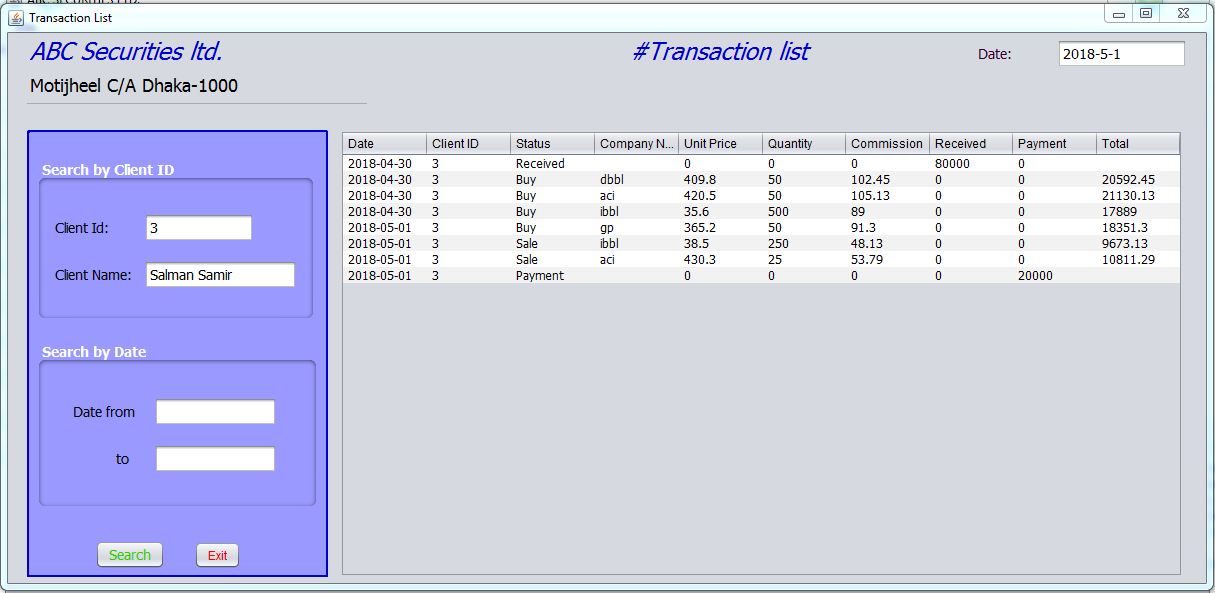 Transaction List
ABC Securities ltd.
#Transaction list
Date: 2018-5-1
Motijheel C/A Dhaka-1000
Search by Client ID
Client Id: 3
Client Name: Salman Samir
Search by Date
Date from
to
Search Exit
Date Client ID Status Company N... Unit Price Quantity Commission Received Payment Total
2018-04-30 3 Received 0 0 0 80000 0
2018-04-30 3 Buy dbbl 409.8 50 102.45 0 0 20592.45
2018-04-30 3 Buy aci 420.5 50 105.13 0 0 21130.13
2018-04-30 3 Buy ibbl 35.6 500 89 0 0 17889
2018-05-01 3 Buy gp 365.2 50 91.3 0 0 18351.3
2018-05-01 3 Sale ibbl 38.5 250 48.13 0 0 9673.13
2018-05-01 3 Sale aci 430.3 25 53.79 0 0 10811.29
2018-05-01 3 Payment 0 0 0 0 20000